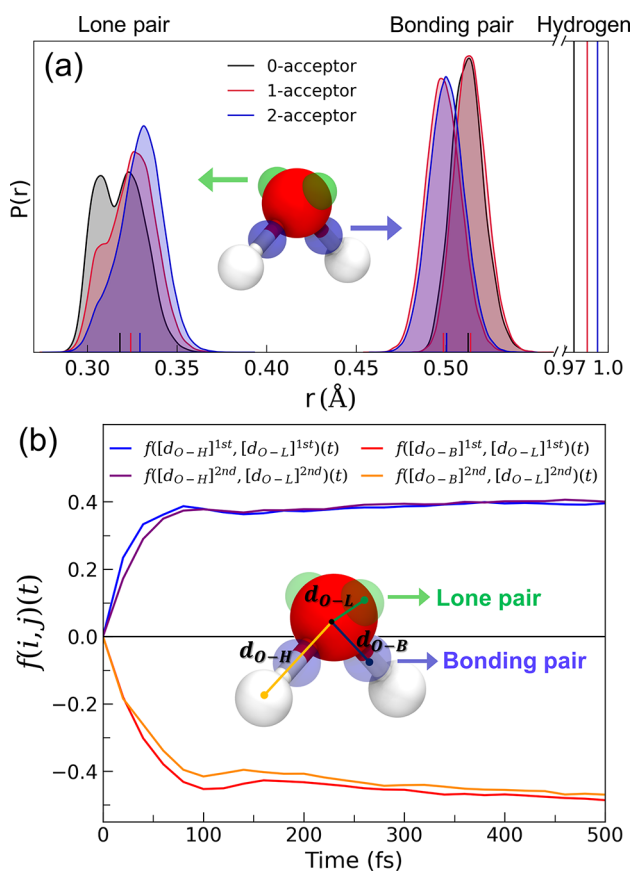 Lone pair Bonding pair Hydrogen
(a)
0-acceptor
1-acceptor
2-acceptor
P(r)
0.30 0.35 0.40 0.45 0.50 0.97 1.0
r (Å)
(b)
f([d_{O−H}]^{1st}, [d_{O−L}]^{1st})(t) f([d_{O−B}]^{1st}, [d_{O−L}]^{1st})(t)
f([d_{O−H}]^{2nd}, [d_{O−L}]^{2nd})(t) f([d_{O−B}]^{2nd}, [d_{O−L}]^{2nd})(t)
0.4
0.0
−0.2
−0.4
f(i,j)(t)
d_{O−L}
Lone pair
d_{O−H}
d_{O−B}
Bonding pair
0 100 200 300 400 500
Time (fs)